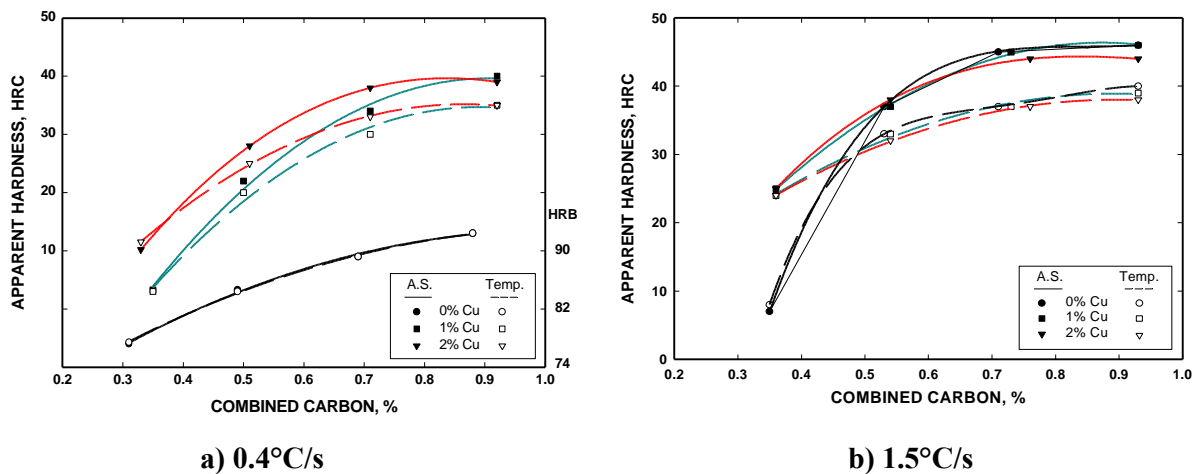 50
40
30
20
10
APPARENT HARDNESS, HRC
HRB
90
82
74
A.S. Temp.
0% Cu
1% Cu
2% Cu
0.2 0.3 0.4 0.5 0.6 0.7 0.8 0.9 1.0
COMBINED CARBON, %
a) 0.4°C/s
50
40
30
20
10
0
APPARENT HARDNESS, HRC
A.S. Temp.
0% Cu
1% Cu
2% Cu
0.2 0.3 0.4 0.5 0.6 0.7 0.8 0.9 1.0
COMBINED CARBON, %
b) 1.5°C/s